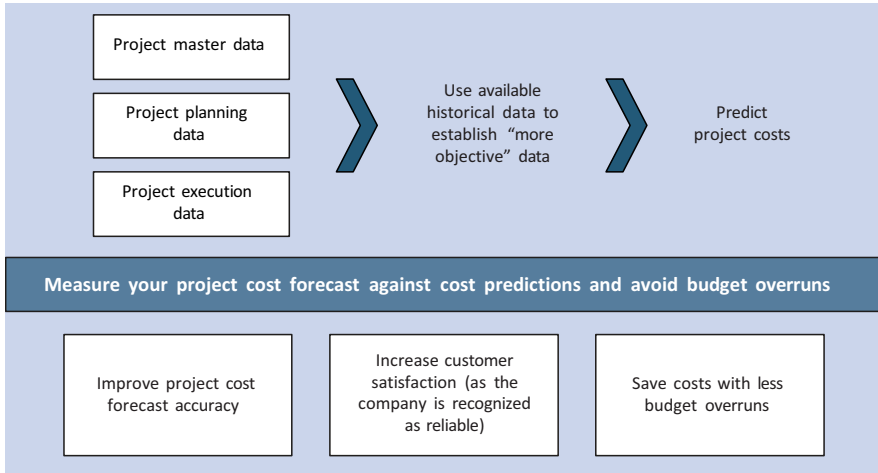 Project master data
Project planning
data
Project execution
data
Use available
historical data to
establish “more
objective” data
Predict
project costs
Measure your project cost forecast against cost predictions and avoid budget overruns
Improve project cost
forecast accuracy
Increase customer
satisfaction (as the
company is recognized
as reliable)
Save costs with less
budget overruns